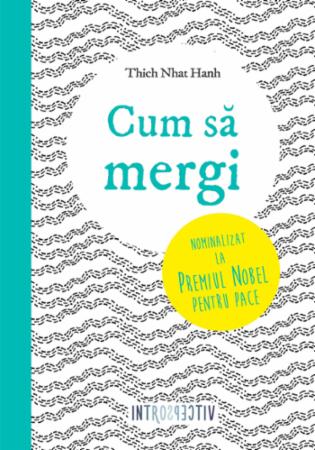 Thich Nhat Hanh
Cum să
mergi
NOMINALIZAT
LA
PREMIUL NOBEL
PENTRU PACE
INTROSPECTIV